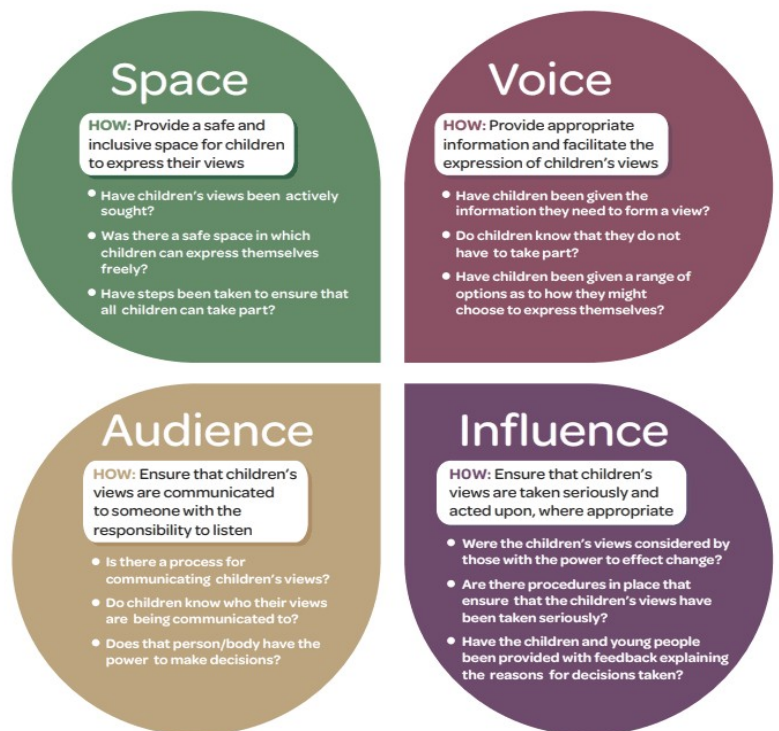 Space
HOW: Provide a safe and
inclusive space for children
to express their views
• Have children's views been actively
sought?
• Was there a safe space in which
children can express themselves
freely?
• Have steps been taken to ensure that
all children can take part?
Voice
HOW: Provide appropriate
information and facilitate the
expression of children's views
• Have children been given the
information they need to form a view?
• Do children know that they do not
have to take part?
• Have children been given a range of
options as to how they might
choose to express themselves?
Audience
HOW: Ensure that children's
views are communicated
to someone with the
responsibility to listen
• Is there a process for
communicating children's views?
• Do children know who their views
are being communicated to?
• Does that person/body have the
power to make decisions?
Influence
HOW: Ensure that children's
views are taken seriously and
acted upon, where appropriate
• Were the children's views considered by
those with the power to effect change?
• Are there procedures in place that
ensure that the children's views have
been taken seriously?
• Have the children and young people
been provided with feedback explaining
the reasons for decisions taken?